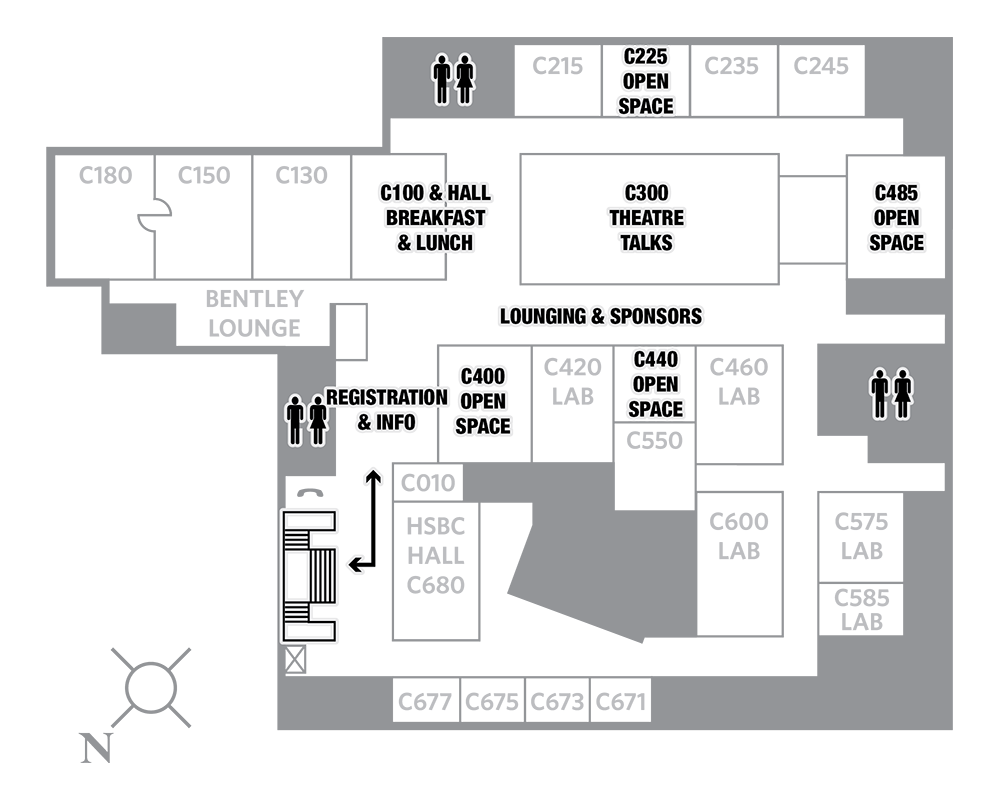 C215
C225
OPEN
SPACE
C235
C245
C180
C150
C130
C100 & HALL
BREAKFAST
& LUNCH
C300
THEATRE
TALKS
C485
OPEN
SPACE
BENTLEY
LOUNGE
LOUNGING & SPONSORS
REGISTRATION
& INFO
C400
OPEN
SPACE
C420
LAB
C440
OPEN
SPACE
C460
LAB
C550
C010
HSBC
HALL
C680
C600
LAB
C575
LAB
C585
LAB
C677
C675
C673
C671
N